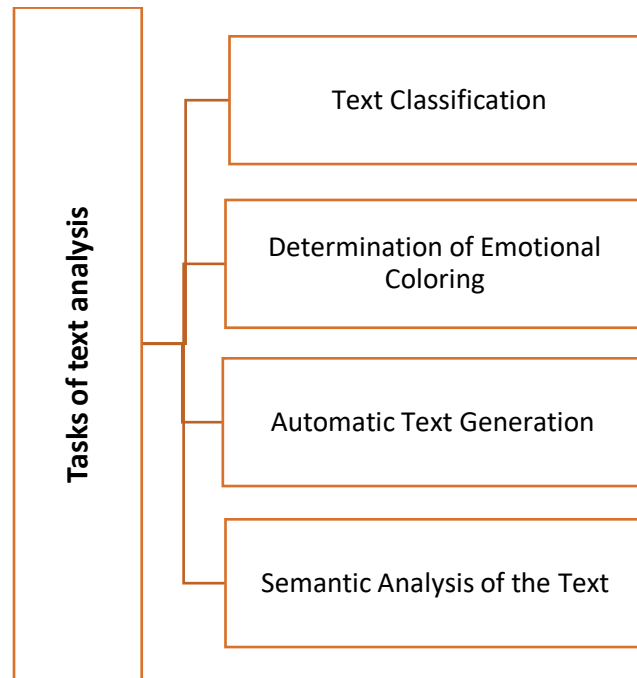 Tasks of text analysis
Text Classification
Determination of Emotional
Coloring
Automatic Text Generation
Semantic Analysis of the Text